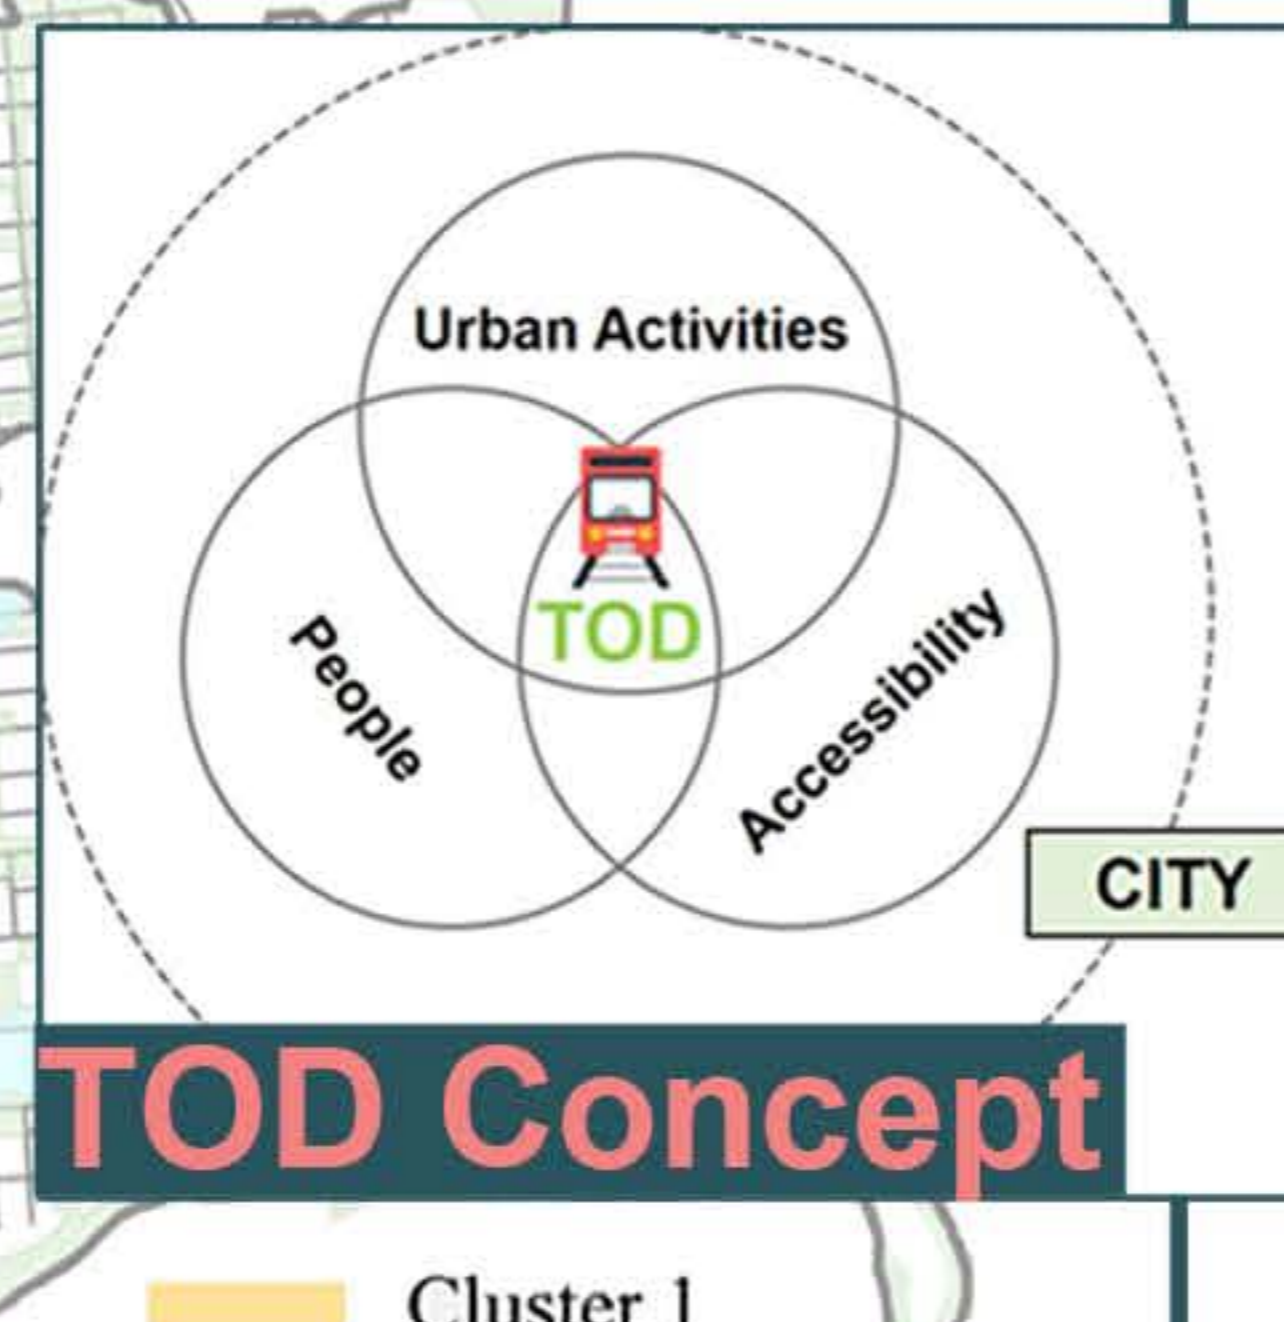 Urban Activities
TOD
People
Accessibility
CITY
TOD Concept
Cluster 1